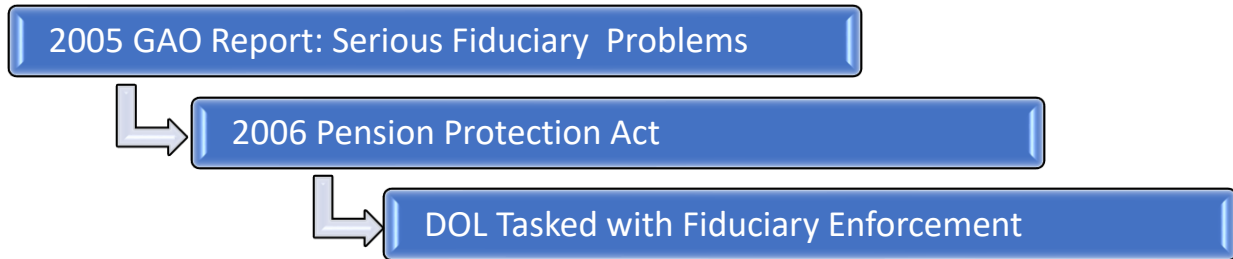 2005 GAO Report: Serious Fiduciary Problems
2006 Pension Protection Act
DOL Tasked with Fiduciary Enforcement